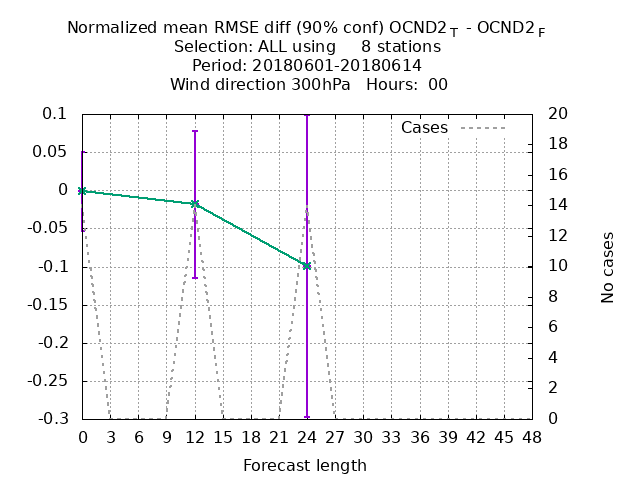 Normalized mean RMSE diff (90% conf) OCND2 T - OCND2 F
Selection: ALL using 8 stations
Period: 20180601-20180614
Wind direction 300hPa Hours: 00
Cases
0.1
0.05
0
-0.05
-0.1
-0.15
-0.2
-0.25
-0.3
20
18
16
14
12
10
8
6
4
2
0
No cases
0 3 6 9 12 15 18 21 24 27 30 33 36 39 42 45 48
Forecast length